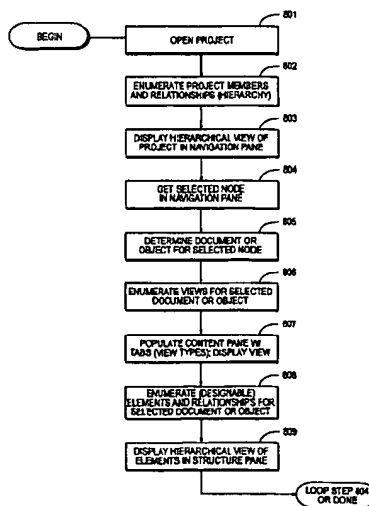 801
BEGIN
OPEN PROJECT
802
ENUMERATE PROJECT MEMBERS
AND RELATIONSHIPS (HIERARCHY)
803
DISPLAY HIERARCHICAL VIEW OF
PROJECT IN NAVIGATION PANE
804
GET SELECTED NODE
IN NAVIGATION PANE
805
DETERMINE DOCUMENT OR
OBJECT FOR SELECTED NODE
806
ENUMERATE VIEWS FOR
SELECTED DOCUMENT OR OBJECT
807
POPULATE CONTENT PANE W/
TABS (VIEW TYPES); DISPLAY VIEW
808
ENUMERATE (DESIGNABLE)
ELEMENTS AND RELATIONSHIPS FOR
SELECTED DOCUMENT OR OBJECT
809
DISPLAY HIERARCHICAL VIEW OF
ELEMENTS IN STRUCTURE PANE
LOOP STEP 804
OR DONE